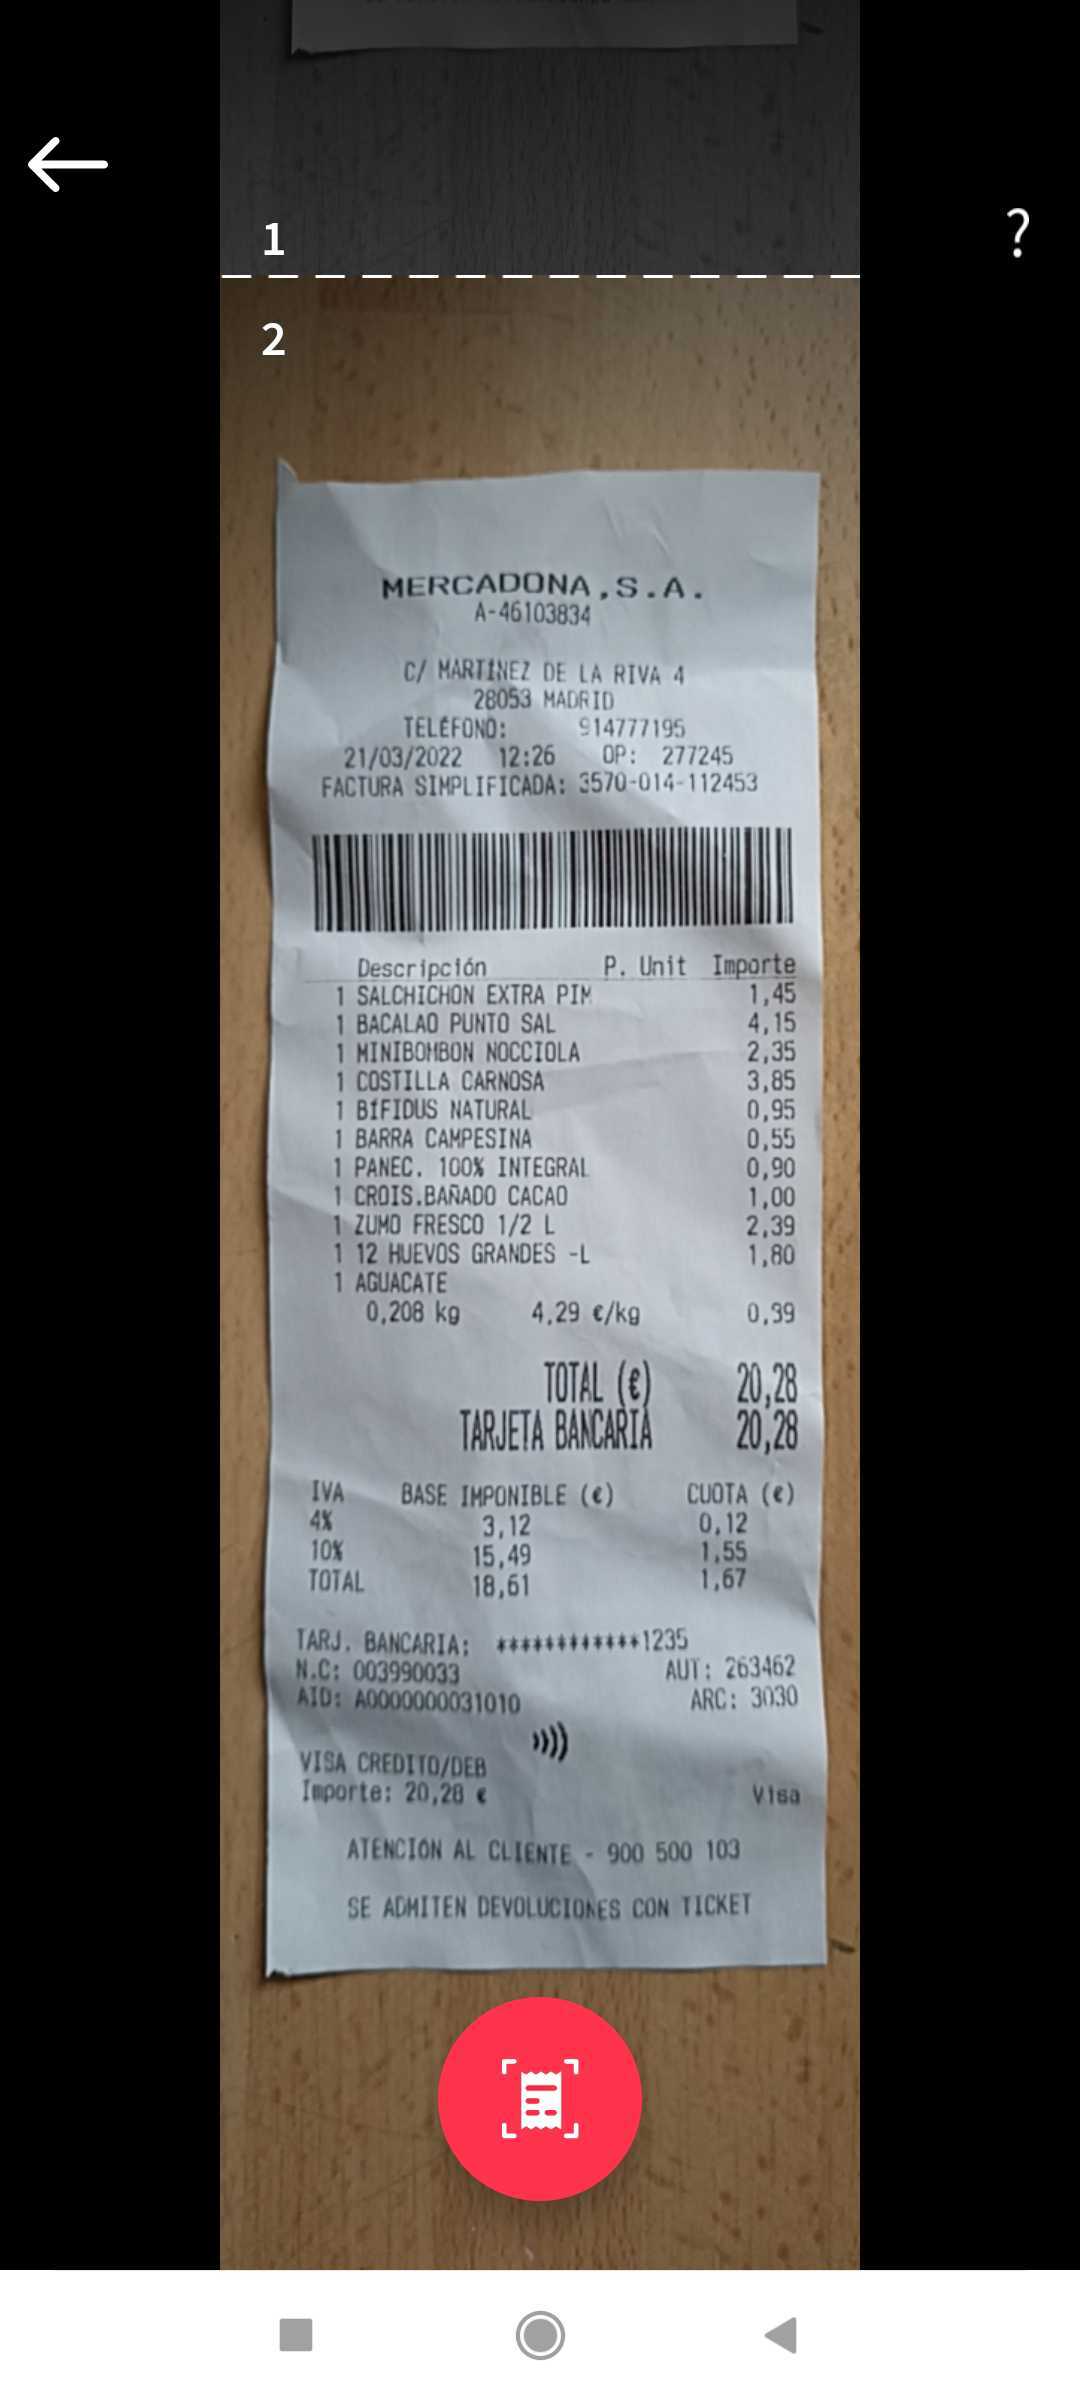 1
?
2
MERCADONA,S.A.
A-46103834
C/ MARTÍNEZ DE LA RIVA 4
28053 MADRID
TELÉFONO: 914777195
21/03/2022 12:26 OP: 277245
FACTURA SIMPLIFICADA: 3570-014-112453
Descripción P. Unit Importe
1 SALCHICHON EXTRA PIM 1,45
1 BACALAO PUNTO SAL 4,15
1 MINIBOMBON NOCCIOLA 2,35
1 COSTILLA CARNOSA 3,85
1 BÍFIDUS NATURAL 0,95
1 BARRA CAMPESINA 0,55
1 PANEC. 100% INTEGRAL 0,90
1 CROIS.BAÑADO CACAO 1,00
1 ZUMO FRESCO 1/2 L 2,39
1 12 HUEVOS GRANDES -L 1,80
1 AGUACATE
0,208 kg 4,29 €/kg 0,89
TOTAL (€) 20,28
TARJETA BANCARIA 20,28
IVA BASE IMPONIBLE (€) CUOTA (€)
4% 3,12 0,12
10% 15,49 1,55
TOTAL 18,61 1,67
TARJ. BANCARIA: ************1235
N.C: 003990033 AUT: 263462
AID: A0000000031010 ARC: 3030
VISA CREDITO/DEB
Importe: 20,28 € Visa
ATENCIÓN AL CLIENTE - 900 500 103
SE ADMITEN DEVOLUCIONES CON TICKET